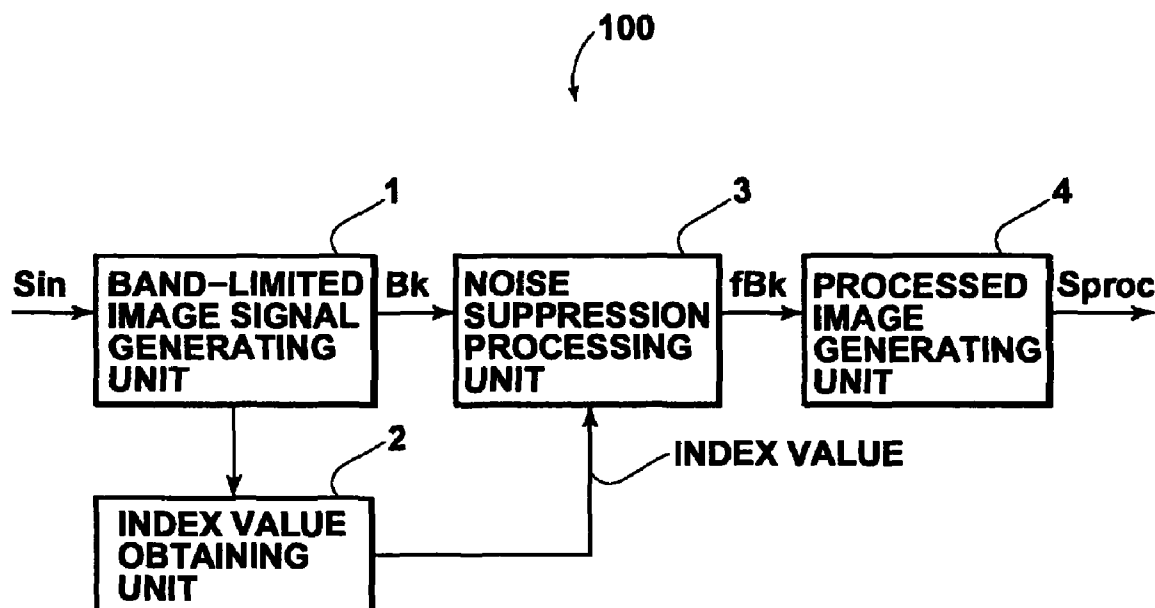 100
1
3
4
Sin
BAND-LIMITED
IMAGE SIGNAL
GENERATING
UNIT
Bk
NOISE
SUPPRESSION
PROCESSING
UNIT
fBk
PROCESSED
IMAGE
GENERATING
UNIT
Sproc
2
INDEX VALUE
INDEX VALUE
OBTAINING
UNIT